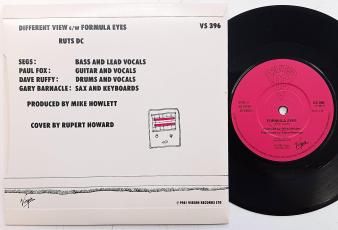 DIFFERENT VIEW c/w FORMULA EYES
VS 396
RUTS DC
SEGS: BASS AND LEAD VOCALS
PAUL FOX: GUITAR AND VOCALS
DAVE RUFFY: DRUMS AND VOCALS
GARY BARNACLE: SAX AND KEYBOARDS
PRODUCED BY MIKE HOWLETT
COVER BY RUPERT HOWARD
Virgin
℗ 1981 VIRGIN RECORDS LTD
FORMULA EYES
Virgin